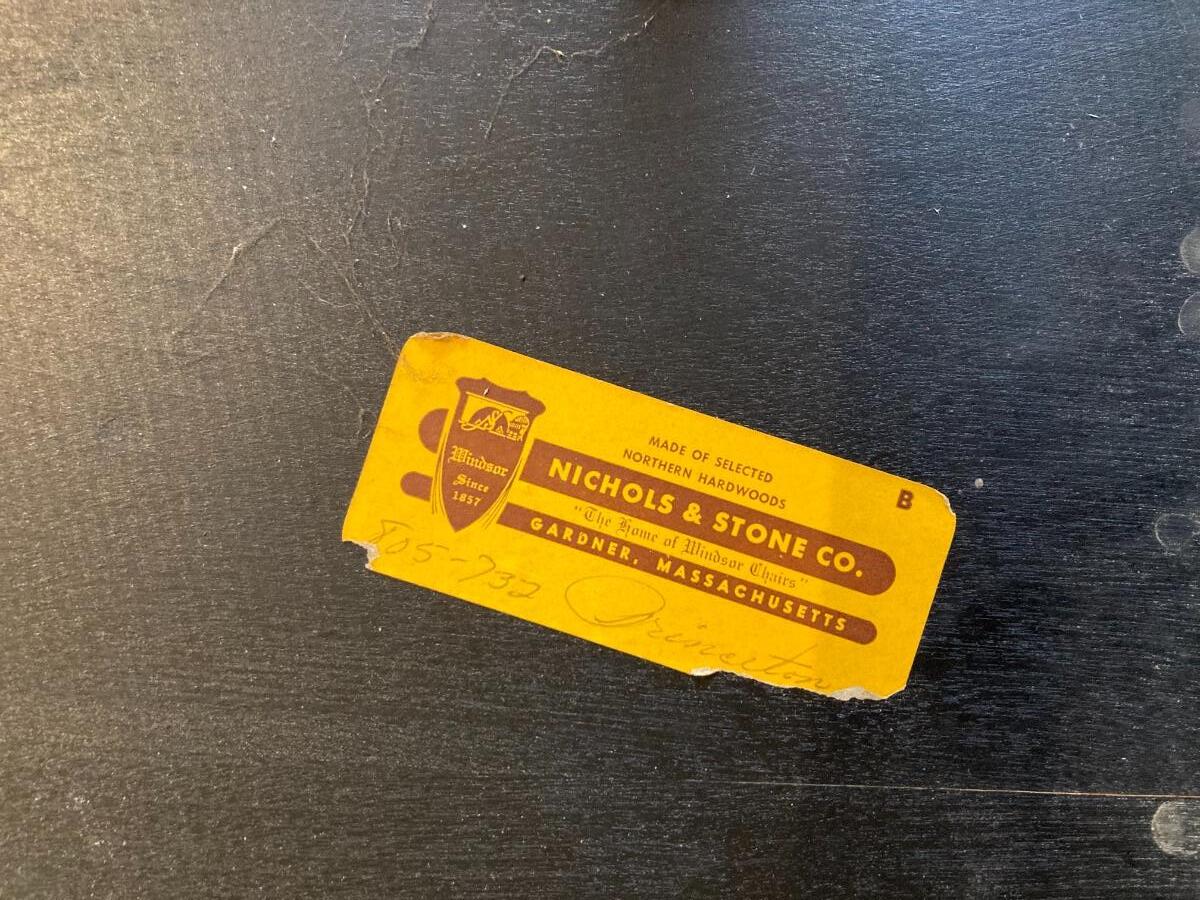 MADE OF SELECTED
NORTHERN HARDWOODS
B
NICHOLS & STONE CO.
"The Home of Windsor Chairs"
GARDNER, MASSACHUSETTS
Windsor
Since
1857
805-732 Princeton